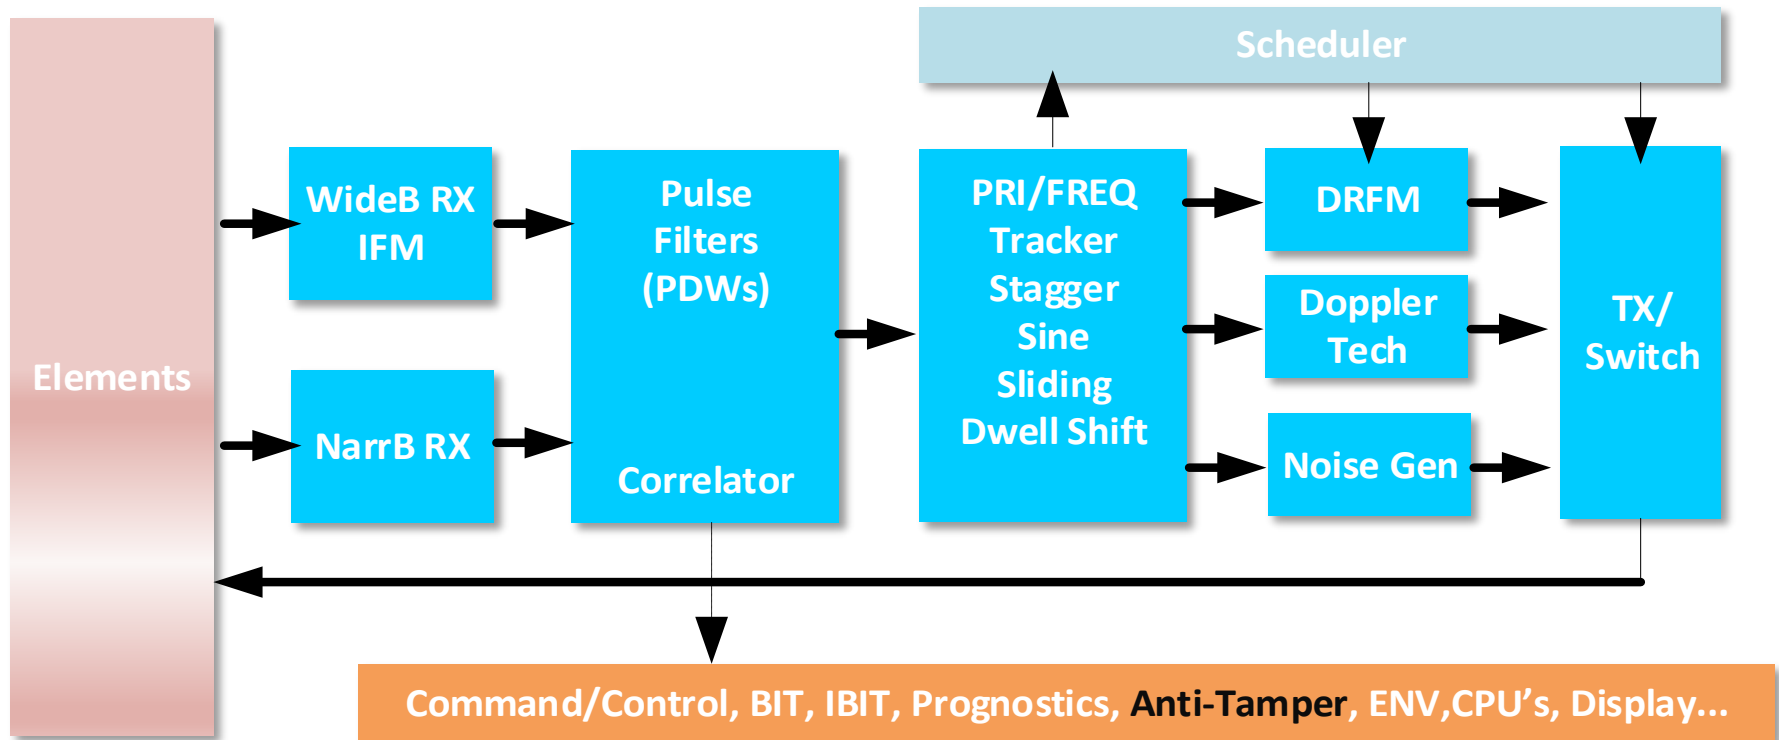 Scheduler
Elements
WideB RX
IFM
NarrB RX
Pulse
Filters
(PDWs)
Correlator
PRI/FREQ
Tracker
Stagger
Sine
Sliding
Dwell Shift
DRFM
Doppler
Tech
Noise Gen
TX/
Switch
Command/Control, BIT, IBIT, Prognostics, Anti-Tamper, ENV,CPU’s, Display...